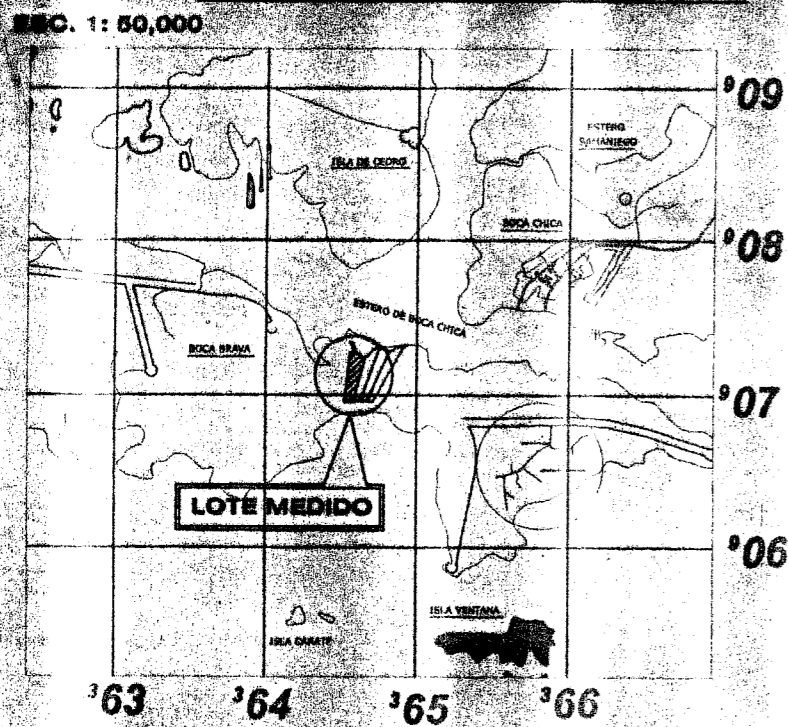 ESC. 1: 50,000
⁹09
ESTERO
SAMANIEGO
ISLA DE CEDRO
BOCA CHICA
⁹08
ESTERO DE BOCA CHICA
BOCA BRAVA
⁹07
LOTE MEDIDO
⁹06
ISLA VENTANA
ISLA
³63
³64
³65
³66